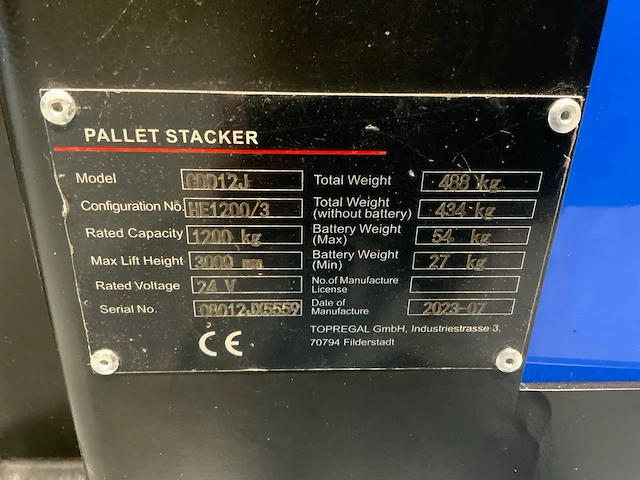 PALLET STACKER
Model CDD12J Total Weight 488 kg
Configuration No. HE1200/3 Total Weight (without battery) 434 kg
Rated Capacity 1200 kg Battery Weight (Max) 54 kg
Max Lift Height 3000 mm Battery Weight (Min) 27 kg
Rated Voltage 24 V No.of Manufacture License
Serial No. 08012JX5559 Date of Manufacture 2023-07
CE
TOPREGAL GmbH, Industriestrasse 3,
70794 Filderstadt